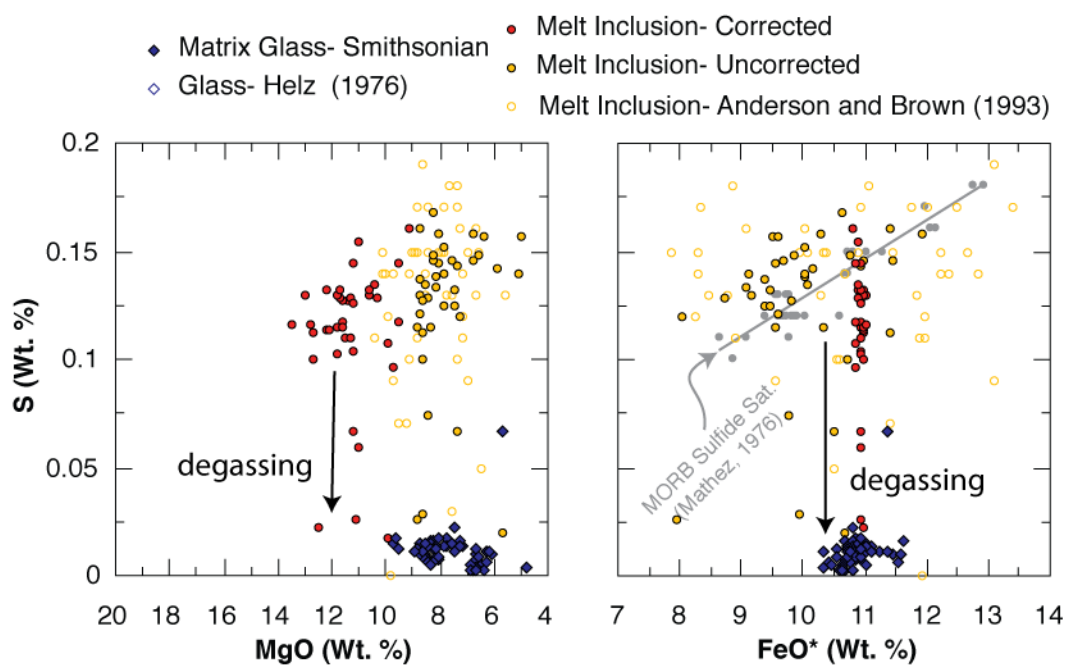 Matrix Glass- Smithsonian
Glass- Helz (1976)
Melt Inclusion- Corrected
Melt Inclusion- Uncorrected
Melt Inclusion- Anderson and Brown (1993)
S (Wt. %)
0.2
0.15
0.1
0.05
0
degassing
20 18 16 14 12 10 8 6 4
MgO (Wt. %)
MORB Sulfide Sat.
(Mathez, 1976)
degassing
7 8 9 10 11 12 13 14
FeO* (Wt. %)